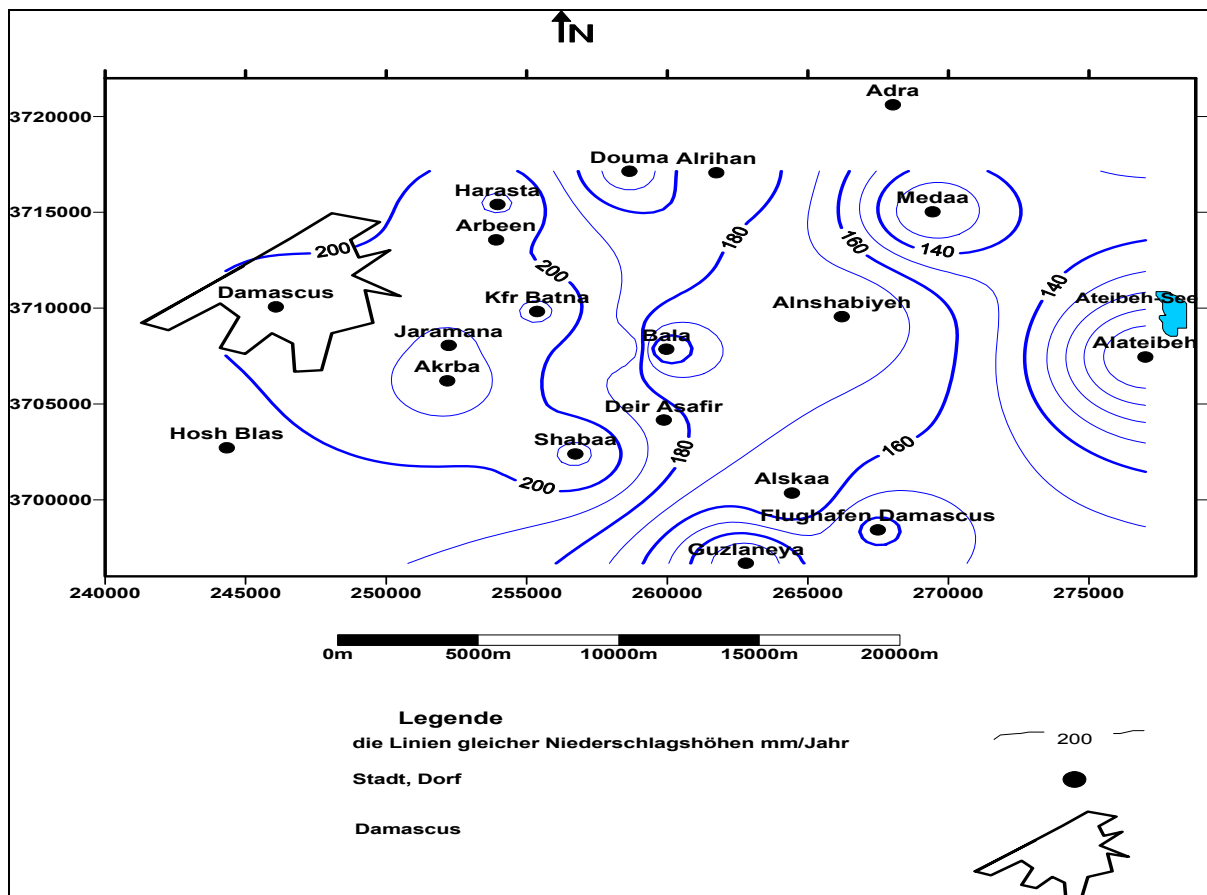 N
Adra
3720000
Douma
Alrihan
Harasta
Medaa
3715000
Arbeen
180
160
200
140
200
140
Damascus
Kfr Batna
Alnshabiyeh
Ateibeh-See
3710000
Jaramana
Bala
Alateibeh
Akrba
3705000
Deir Asafir
Hosh Blas
Shabaa
180
160
200
Alskaa
3700000
Flughafen Damascus
Guzlaneya
240000 245000 250000 255000 260000 265000 270000 275000
0m 5000m 10000m 15000m 20000m
Legende
die Linien gleicher Niederschlagshöhen mm/Jahr
200
Stadt, Dorf
Damascus